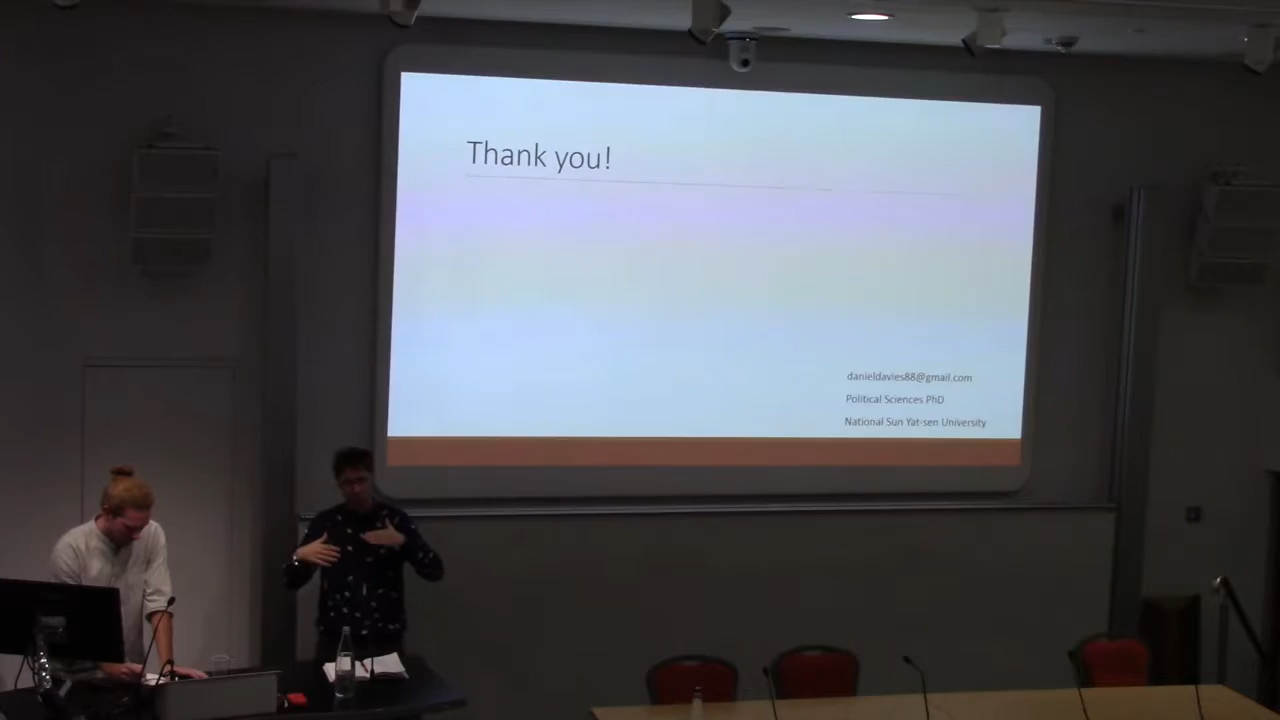 Thank you!
danieldavies88@gmail.com
Political Sciences PhD
National Sun Yat-sen University